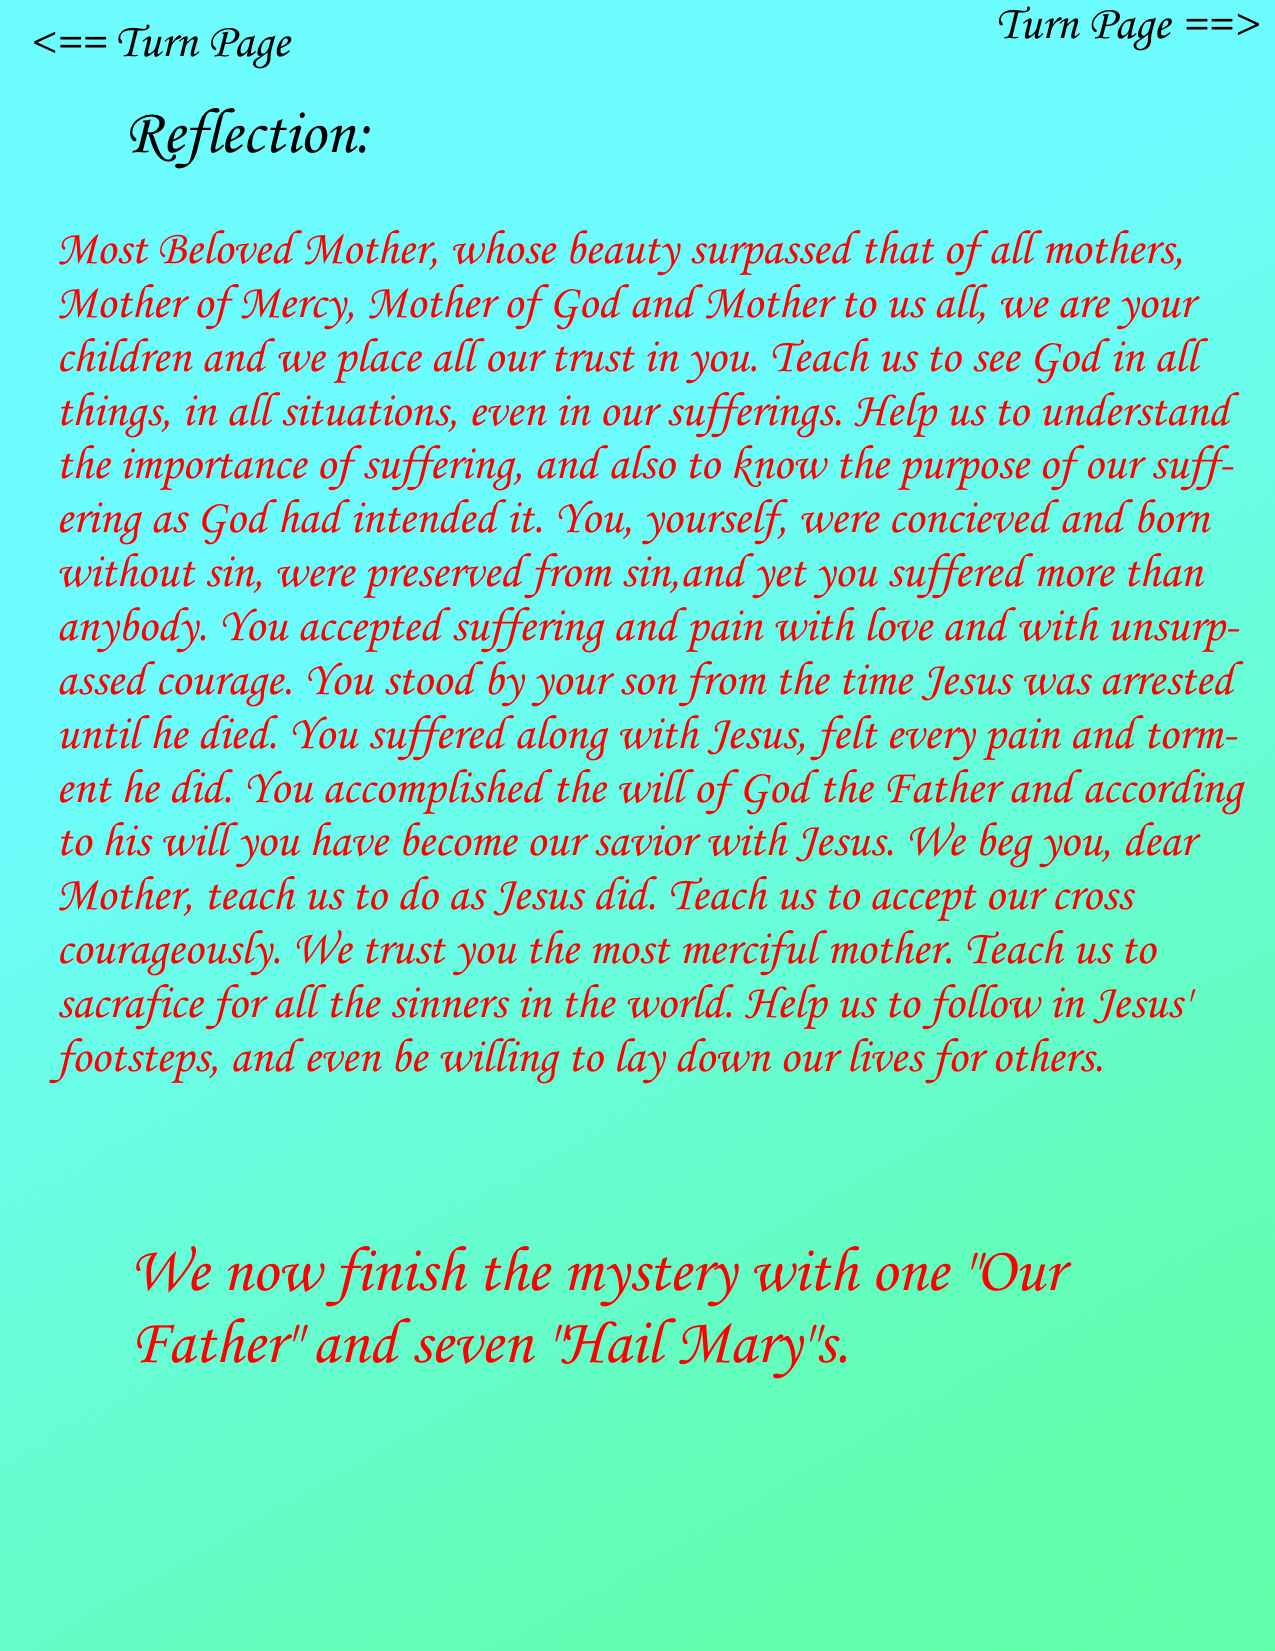 <== Turn Page
Turn Page ==>
Reflection:
Most Beloved Mother, whose beauty surpassed that of all mothers,
Mother of Mercy, Mother of God and Mother to us all, we are your
children and we place all our trust in you. Teach us to see God in all
things, in all situations, even in our sufferings. Help us to understand
the importance of suffering, and also to know the purpose of our suff-
ering as God had intended it. You, yourself, were concieved and born
without sin, were preserved from sin,and yet you suffered more than
anybody. You accepted suffering and pain with love and with unsurp-
assed courage. You stood by your son from the time Jesus was arrested
until he died. You suffered along with Jesus, felt every pain and torm-
ent he did. You accomplished the will of God the Father and according
to his will you have become our savior with Jesus. We beg you, dear
Mother, teach us to do as Jesus did. Teach us to accept our cross
courageously. We trust you the most merciful mother. Teach us to
sacrafice for all the sinners in the world. Help us to follow in Jesus'
footsteps, and even be willing to lay down our lives for others.
We now finish the mystery with one "Our
Father" and seven "Hail Mary"s.